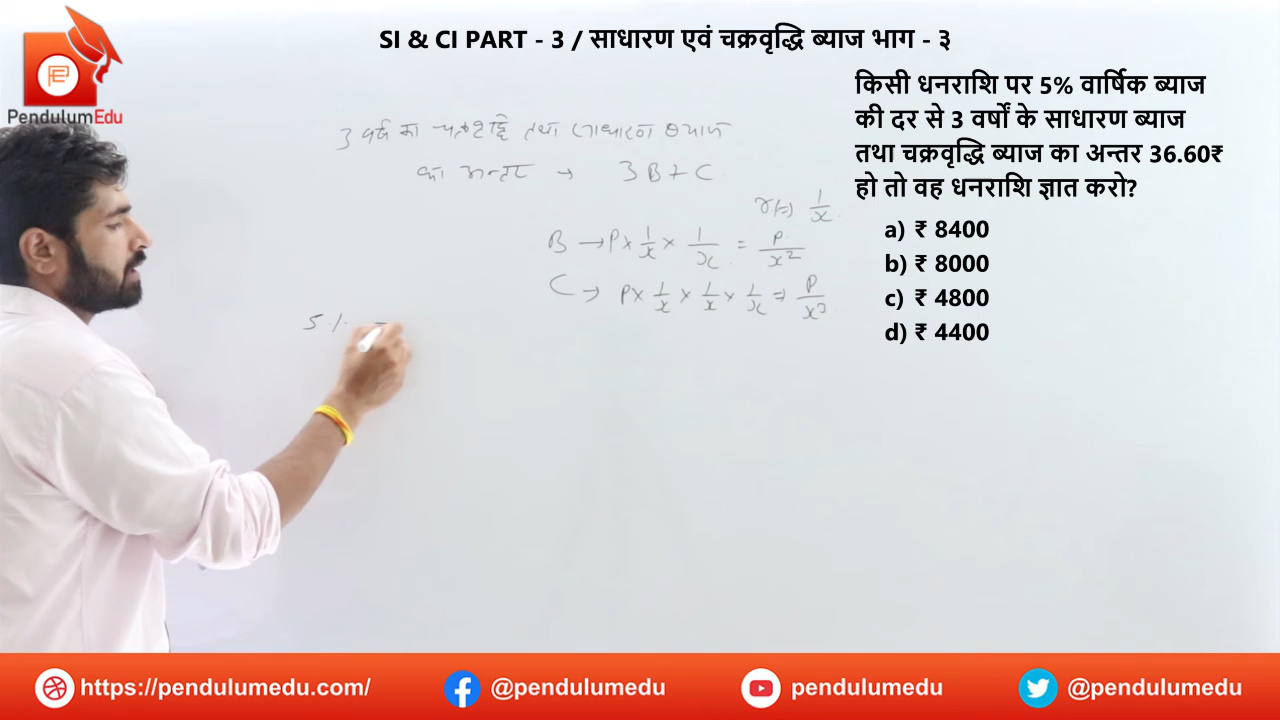 SI & CI PART - 3 / साधारण एवं चक्रवृद्धि ब्याज भाग - ३
PendulumEdu
किसी धनराशि पर 5% वार्षिक ब्याज
की दर से 3 वर्षों के साधारण ब्याज
तथा चक्रवृद्धि ब्याज का अन्तर 36.60₹
हो तो वह धनराशि ज्ञात करो?
a) ₹ 8400
b) ₹ 8000
c) ₹ 4800
d) ₹ 4400
3 वर्ष का तथा साधारण ब्याज
का अन्तर → 3B+C
r% ⇒ 1/x
B → P × 1/x × 1/x = P/x²
C → P × 1/x × 1/x × 1/x ⇒ P/x³
5% =
https://pendulumedu.com/
@pendulumedu
pendulumedu
@pendulumedu